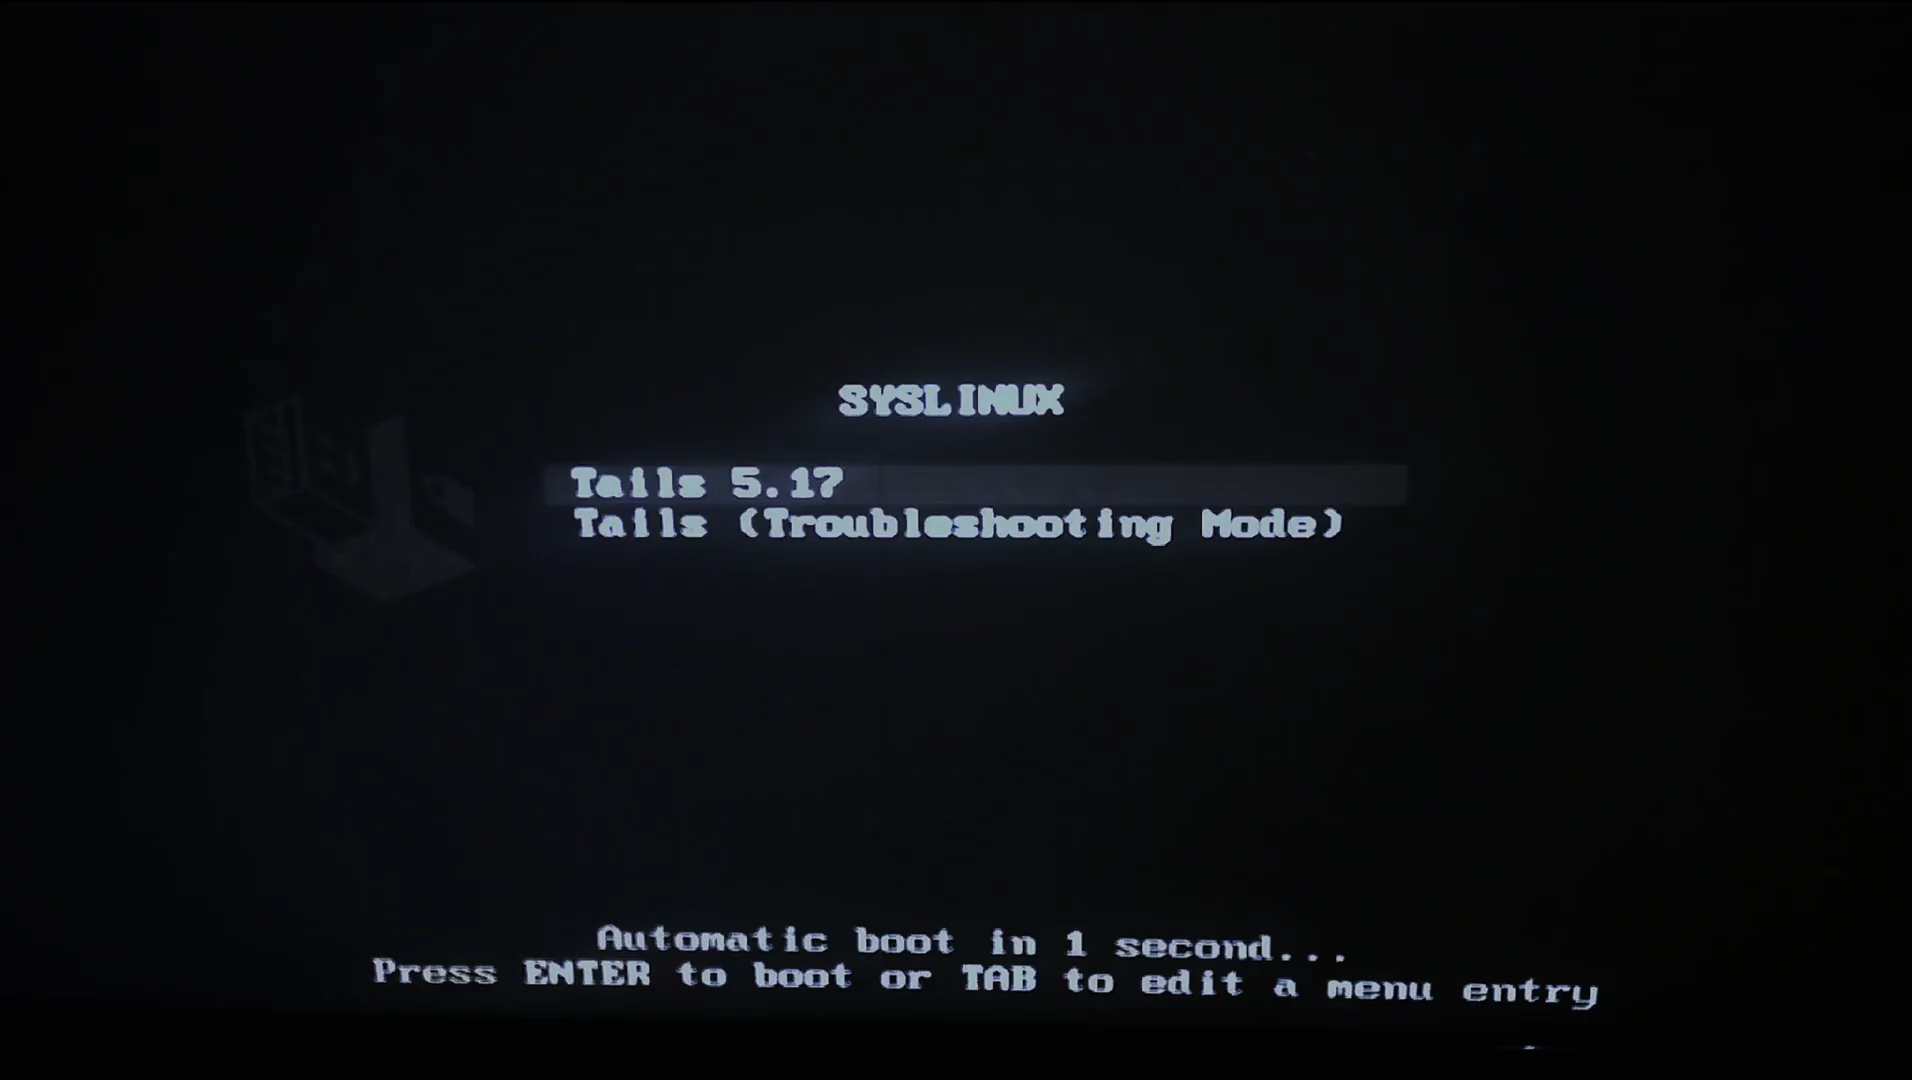 SYSLINUX
Tails 5.17
Tails (Troubleshooting Mode)
Automatic boot in 1 second...
Press ENTER to boot or TAB to edit a menu entry